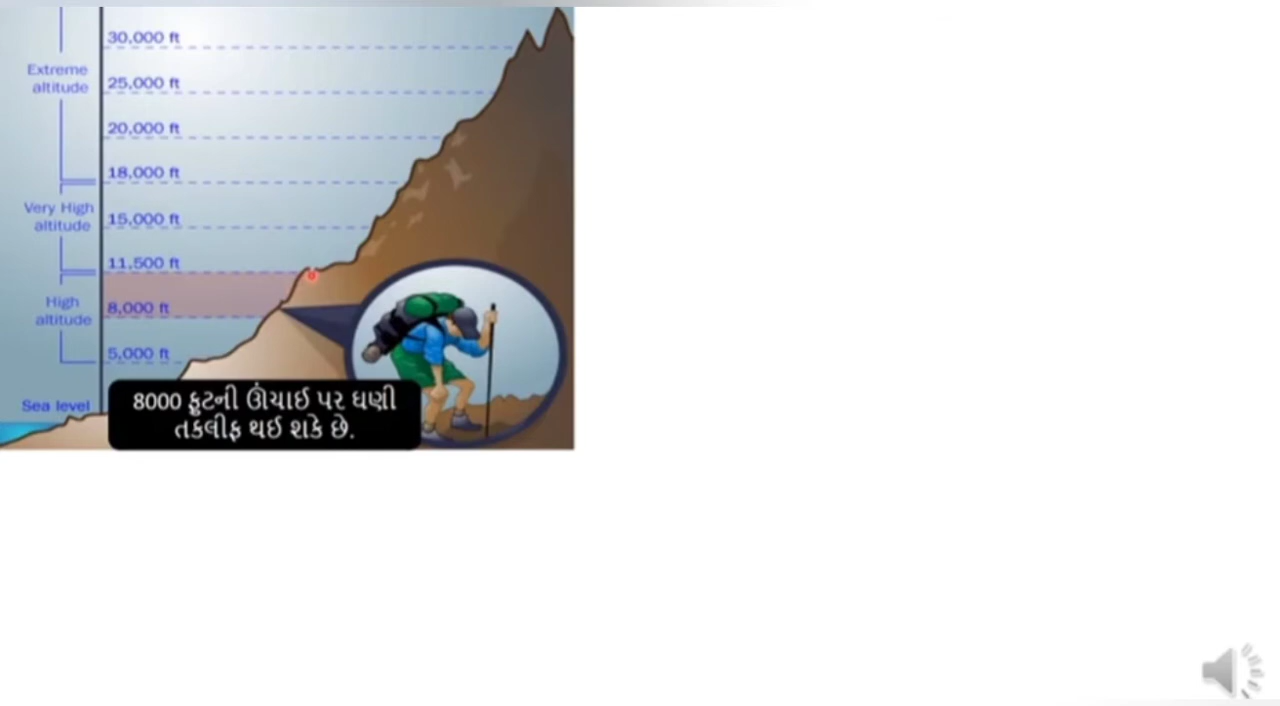 30,000 ft
Extreme
altitude
25,000 ft
20,000 ft
18,000 ft
Very High
altitude
15,000 ft
11,500 ft
High
altitude
8,000 ft
5,000 ft
Sea level
8000 ફુટની ઊંચાઈ પર ઘણી
તકલીફ થઈ શકે છે.